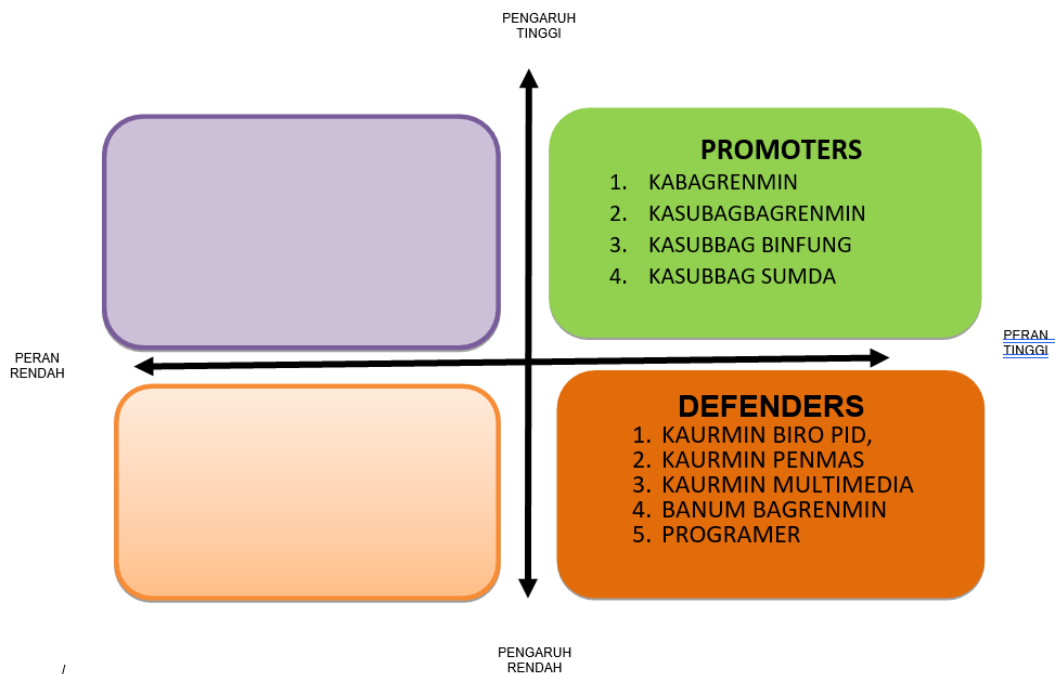 PENGARUH
TINGGI
PROMOTERS
1. KABAGRENMIN
2. KASUBAGBAGRENMIN
3. KASUBBAG BINFUNG
4. KASUBBAG SUMDA
PERAN
RENDAH
PERAN
TINGGI
DEFENDERS
1. KAURMIN BIRO PID,
2. KAURMIN PENMAS
3. KAURMIN MULTIMEDIA
4. BANUM BAGRENMIN
5. PROGRAMER
PENGARUH
RENDAH
/